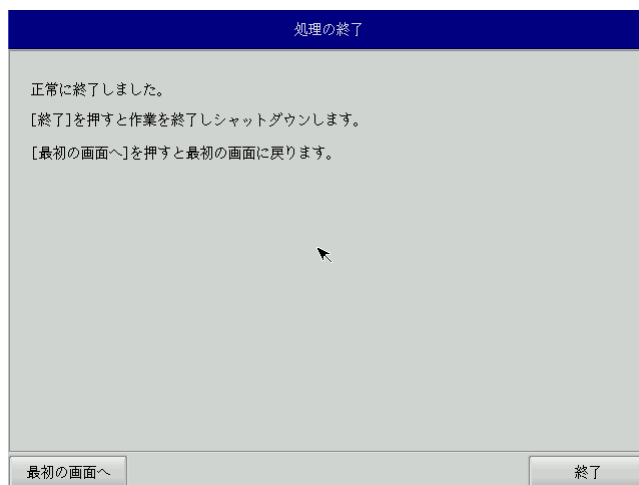 処理の終了
正常に終了しました。
[終了]を押すと作業を終了しシャットダウンします。
[最初の画面へ]を押すと最初の画面に戻ります。
最初の画面へ
終了